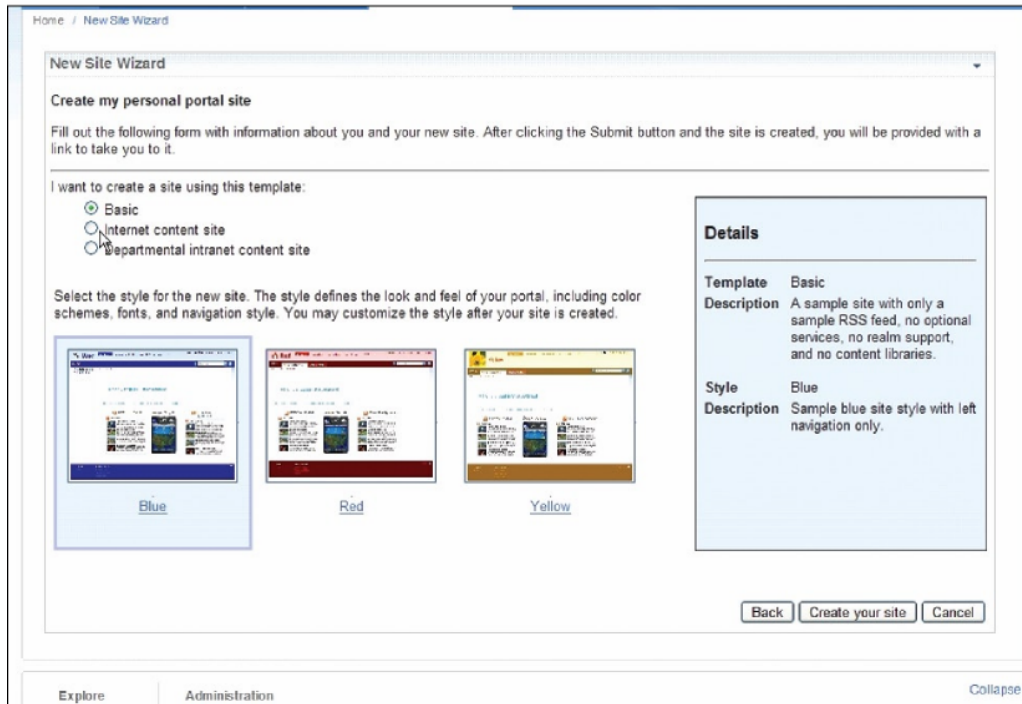 Home / New Site Wizard
New Site Wizard
Create my personal portal site
Fill out the following form with information about you and your new site. After clicking the Submit button and the site is created, you will be provided with a
link to take you to it.
I want to create a site using this template:
Basic
Internet content site
Departmental intranet content site
Select the style for the new site. The style defines the look and feel of your portal, including color
schemes, fonts, and navigation style. You may customize the style after your site is created.
Blue
Red
Yellow
Details
Template Basic
Description A sample site with only a
sample RSS feed, no optional
services, no realm support,
and no content libraries.
Style Blue
Description Sample blue site style with left
navigation only.
Back
Create your site
Cancel
Explore
Administration
Collapse